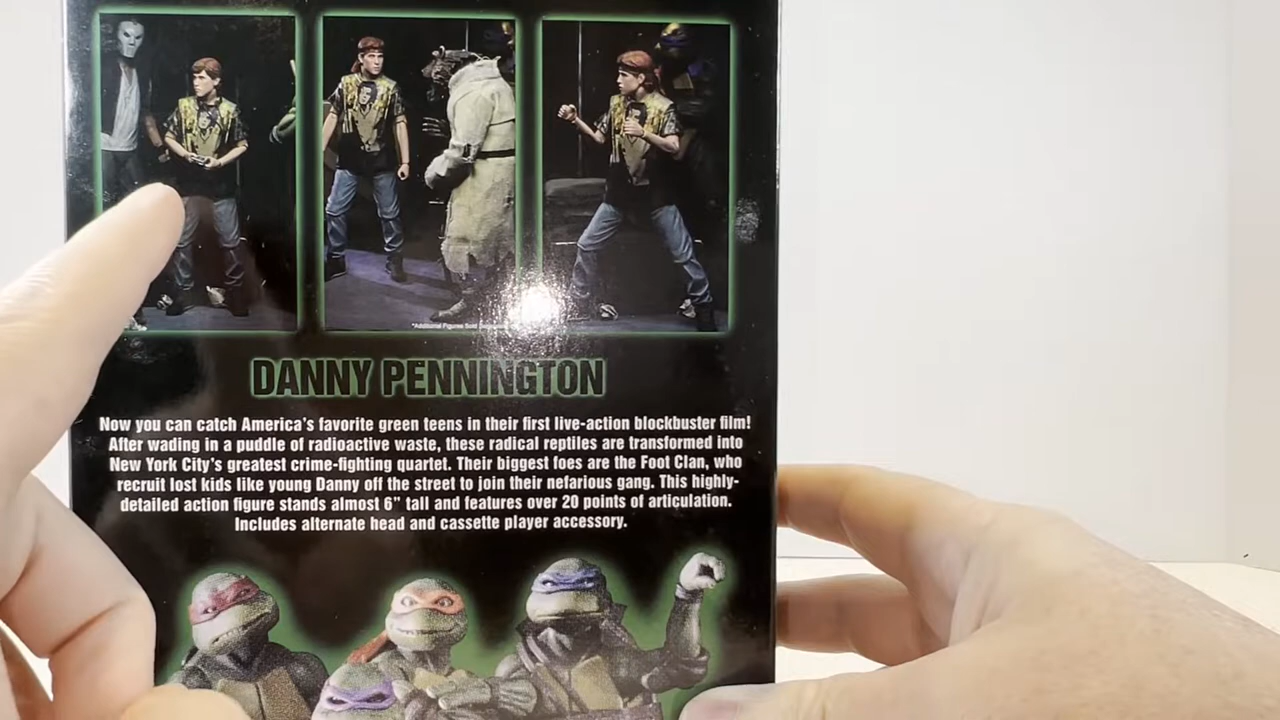 *Additional Figures Sold
DANNY PENNINGTON
Now you can catch America's favorite green teens in their first live-action blockbuster film!
After wading in a puddle of radioactive waste, these radical reptiles are transformed into
New York City's greatest crime-fighting quartet. Their biggest foes are the Foot Clan, who
recruit lost kids like young Danny off the street to join their nefarious gang. This highly-
detailed action figure stands almost 6" tall and features over 20 points of articulation.
Includes alternate head and cassette player accessory.